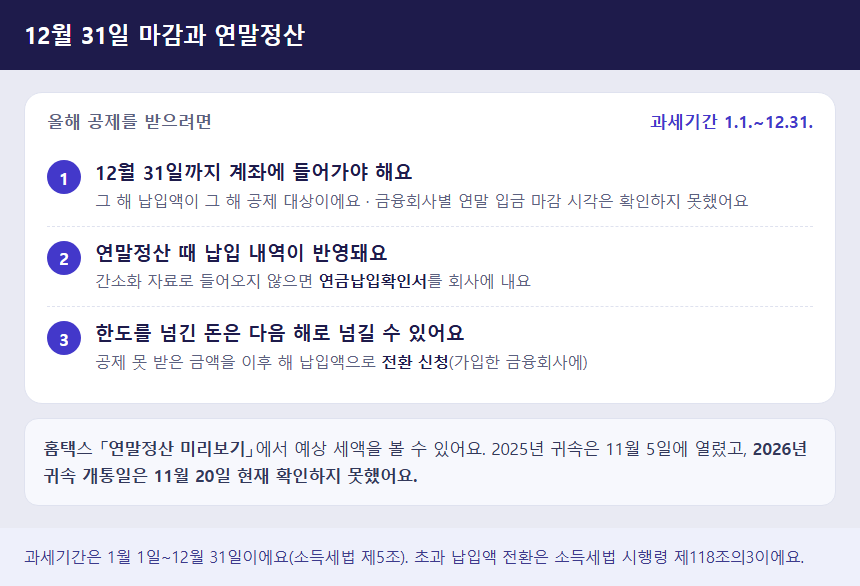 12월 31일 마감과 연말정산
올해 공제를 받으려면
과세기간 1.1.~12.31.
1
12월 31일까지 계좌에 들어가야 해요
그 해 납입액이 그 해 공제 대상이에요 · 금융회사별 연말 입금 마감 시각은 확인하지 못했어요
2
연말정산 때 납입 내역이 반영돼요
간소화 자료로 들어오지 않으면 연금납입확인서를 회사에 내요
3
한도를 넘긴 돈은 다음 해로 넘길 수 있어요
공제 못 받은 금액을 이후 해 납입액으로 전환 신청(가입한 금융회사에)
홈택스 「연말정산 미리보기」에서 예상 세액을 볼 수 있어요. 2025년 귀속은 11월 5일에 열렸고, 2026년
귀속 개통일은 11월 20일 현재 확인하지 못했어요.
과세기간은 1월 1일~12월 31일이에요(소득세법 제5조). 초과 납입액 전환은 소득세법 시행령 제118조의3이에요.